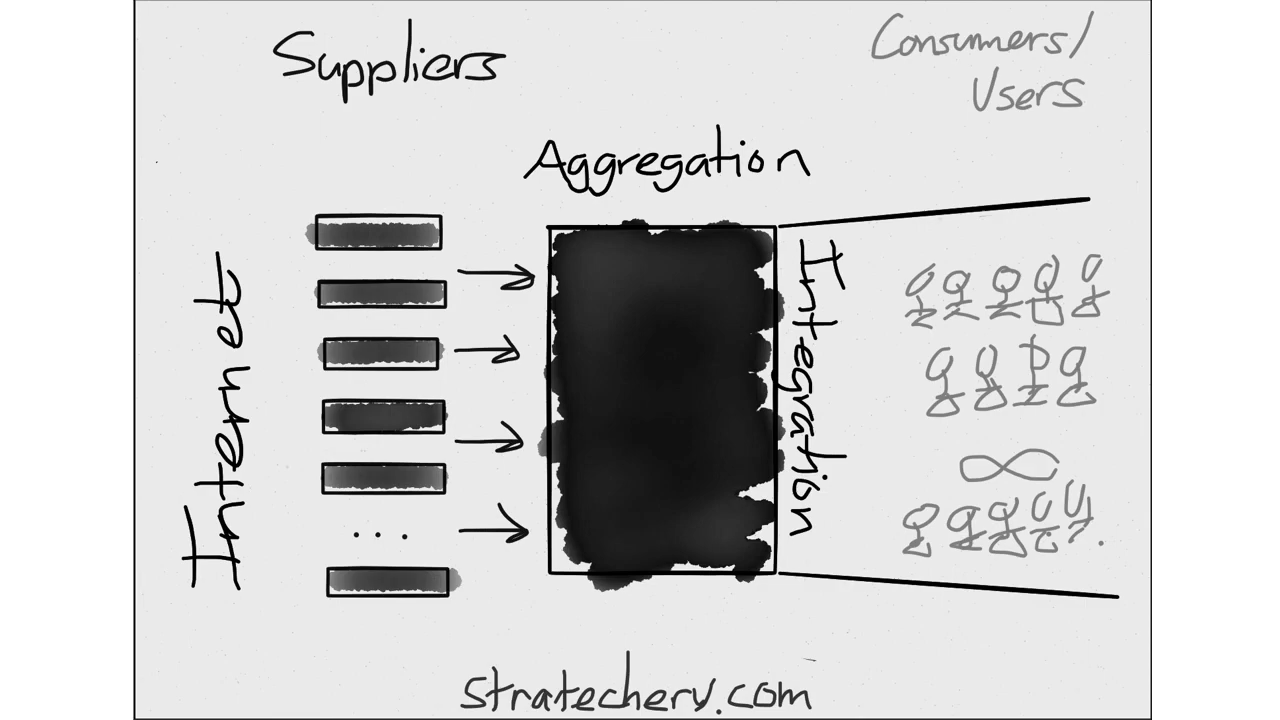 Suppliers
Consumers/
Users
Aggregation
Internet
Integration
...
∞
stratechery.com